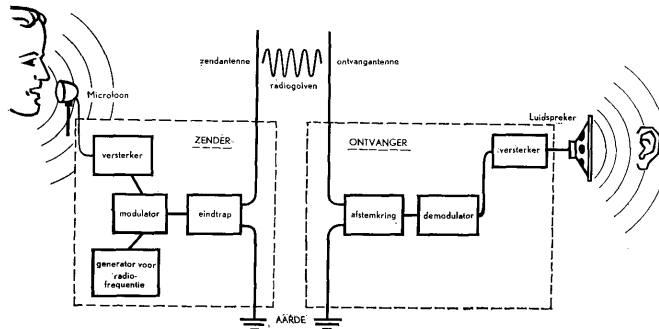 zendantenne
radiogolven
ontvangantenne
Microfoon
ZENDER
versterker
modulator
eindtrap
generator voor
radio-
frequentie
AARDE
ONTVANGER
afstemkring
demodulator
versterker
Luidspreker